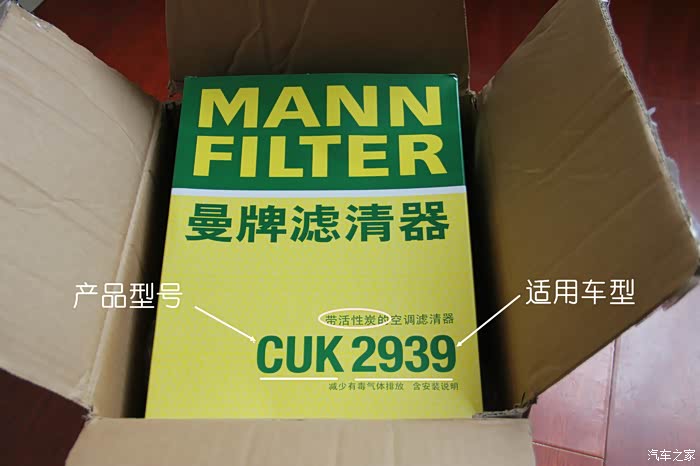 MANN
FILTER
曼牌滤清器
产品型号
适用车型
带活性炭的空调滤清器
CUK 2939
减少有毒气体排放 含安装说明
汽车之家